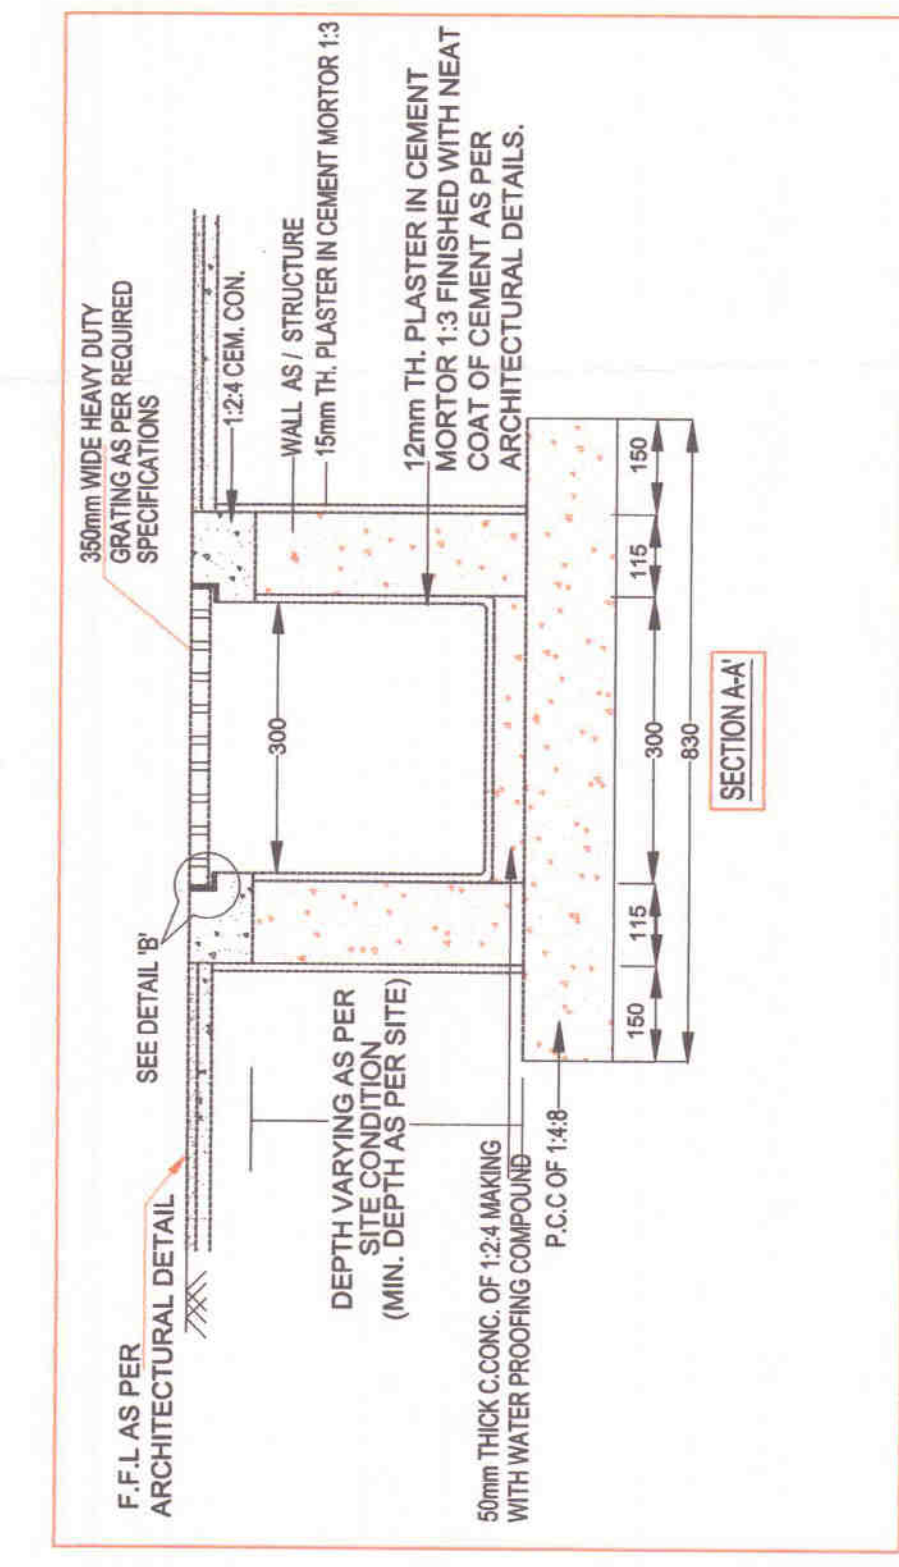 350mm WIDE HEAVY DUTY
GRATING AS PER REQUIRED
SPECIFICATIONS
F.F.L AS PER
ARCHITECTURAL DETAIL
SEE DETAIL 'B'
1:2:4 CEM. CON.
WALL AS / STRUCTURE
15mm TH. PLASTER IN CEMENT MORTOR 1:3
300
12mm TH. PLASTER IN CEMENT
MORTOR 1:3 FINISHED WITH NEAT
COAT OF CEMENT AS PER
ARCHITECTURAL DETAILS.
DEPTH VARYING AS PER
SITE CONDITION
(MIN. DEPTH AS PER SITE)
50mm THICK C.CONC. OF 1:2:4 MAKING
WITH WATER PROOFING COMPOUND
P.C.C OF 1:4:8
150 115 300 115 150
830
SECTION A-A'